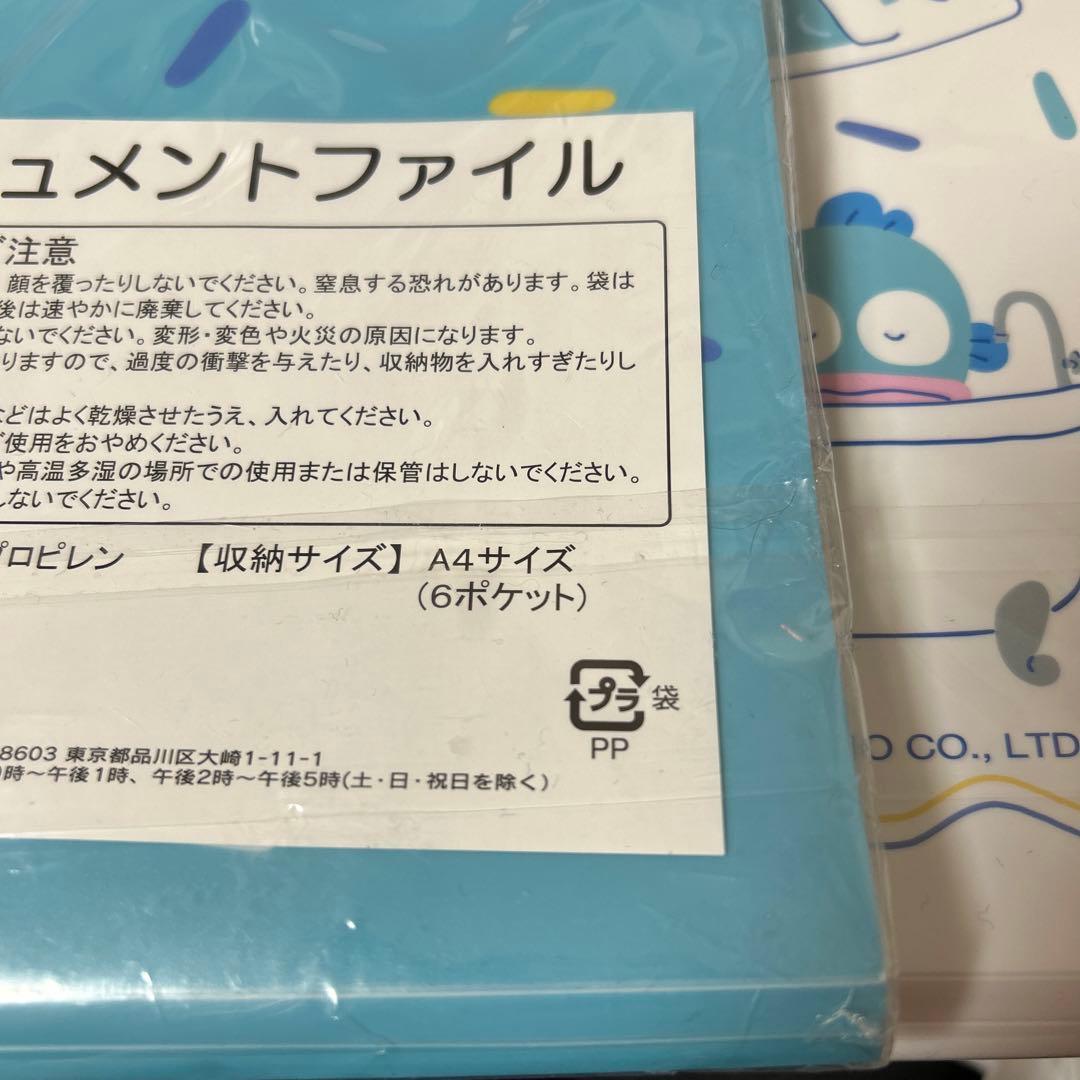 ュメントファイル
ご注意
顔を覆ったりしないでください。窒息する恐れがあります。袋は
後は速やかに廃棄してください。
ないでください。変形・変色や火災の原因になります。
りますので、過度の衝撃を与えたり、収納物を入れすぎたりし
などはよく乾燥させたうえ、入れてください。
ご使用をおやめください。
や高温多湿の場所での使用または保管はしないでください。
しないでください。
プロピレン 【収納サイズ】 A4サイズ
（6ポケット）
プラ 袋
PP
8603 東京都品川区大崎1-11-1
時～午後1時、午後2時～午後5時(土・日・祝日を除く)
O CO., LTD